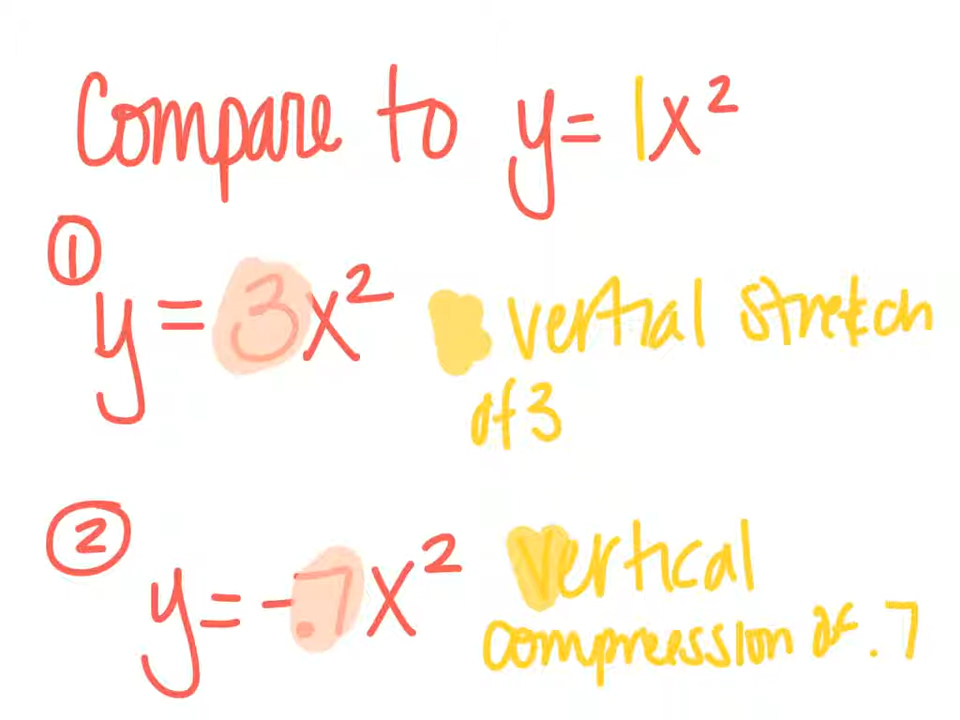 Compare to y = 1x²
① y = 3x² vertial stretch
of 3
② y = -.7x² Vertical
compression of .7